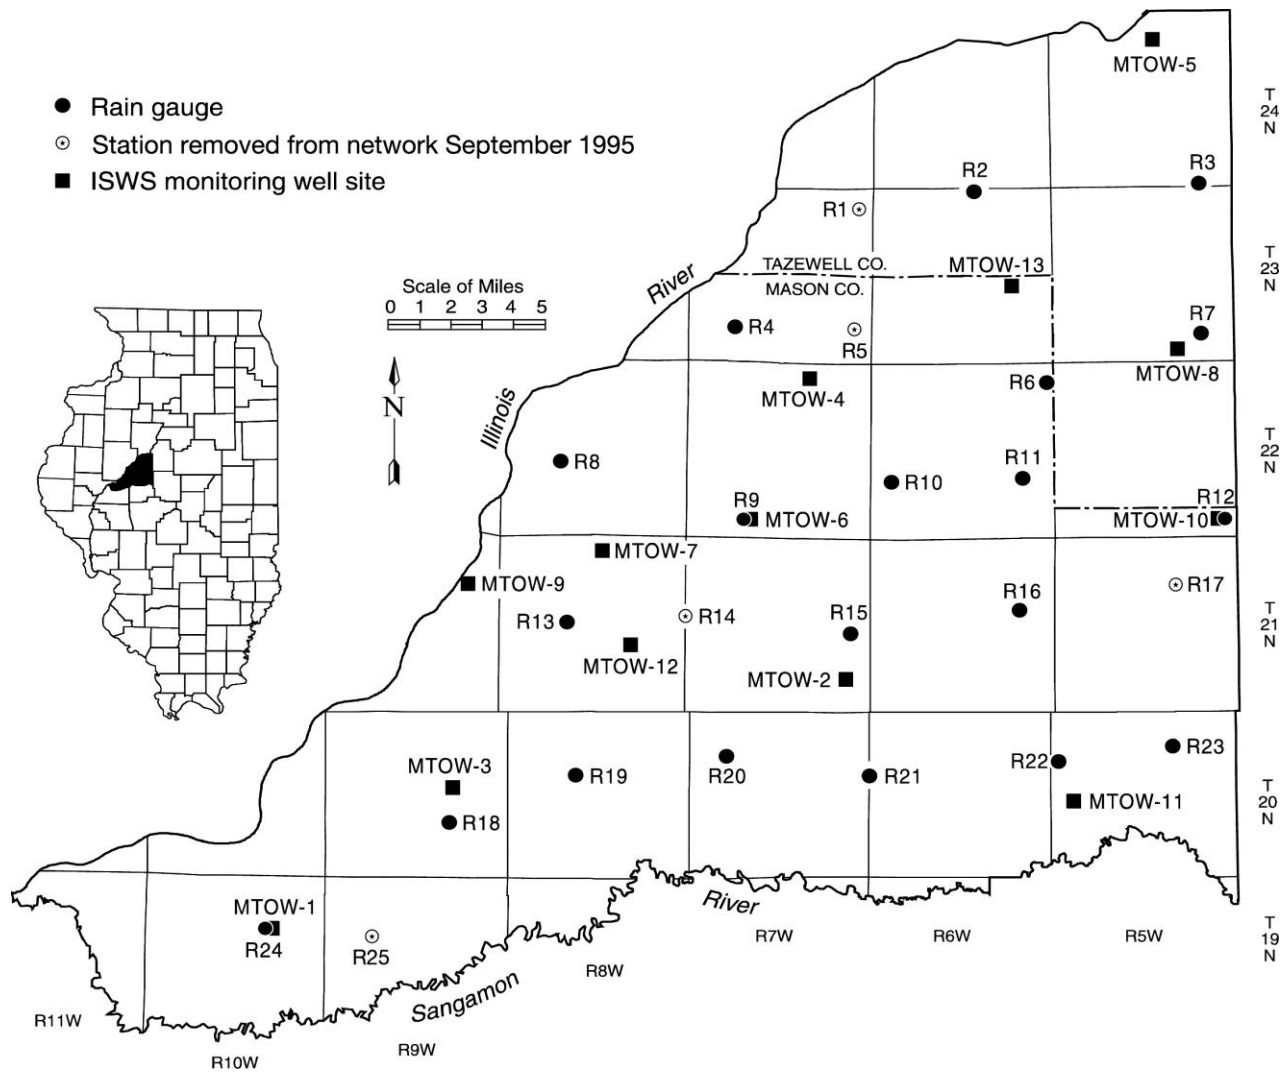 MTOW-5
T
24
N
Rain gauge
Station removed from network September 1995
ISWS monitoring well site
R2
R3
R1
TAZEWELL CO.
MASON CO.
MTOW-13
T
23
N
River
Scale of Miles
0 1 2 3 4 5
R4
R5
R7
MTOW-8
N
MTOW-4
R6
Illinois
T
22
N
R8
R10
R11
R9
MTOW-6
R12
MTOW-10
MTOW-7
MTOW-9
R13
R14
R15
R16
R17
T
21
N
MTOW-12
MTOW-2
MTOW-3
R18
R19
R20
R21
R22
R23
MTOW-11
T
20
N
MTOW-1
R24
R25
River
Sangamon
T
19
N
R11W
R10W
R9W
R8W
R7W
R6W
R5W